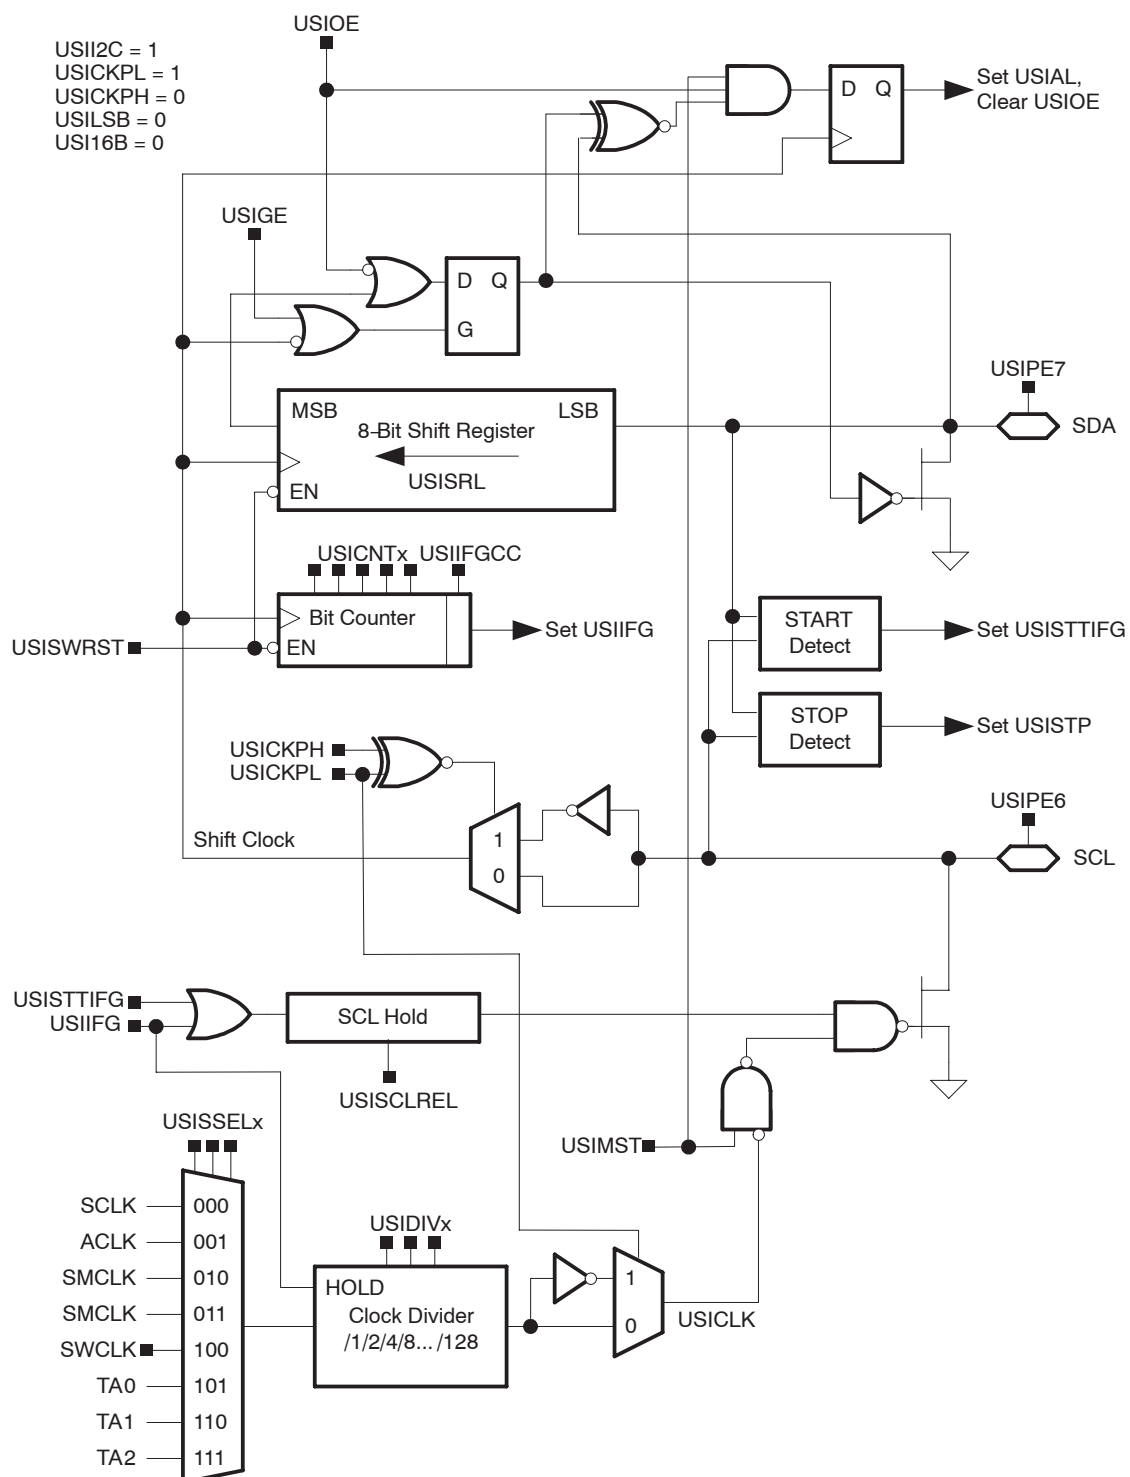 USIOE
USII2C = 1
USICKPL = 1
USICKPH = 0
USILSB = 0
USI16B = 0
D Q
Set USIAL,
Clear USIOE
USIGE
D Q
G
USIPE7
MSB LSB
8–Bit Shift Register
USISRL
EN
SDA
USICNTx USIIFGCC
Bit Counter
EN
Set USIIFG
USISWRST
START
Detect
Set USISTTIFG
STOP
Detect
Set USISTP
USICKPH
USICKPL
USIPE6
Shift Clock
1
0
SCL
USISTTIFG
USIIFG
SCL Hold
USISCLREL
USISSELx
USIMST
SCLK 000
ACLK 001
SMCLK 010
SMCLK 011
SWCLK 100
TA0 101
TA1 110
TA2 111
USIDIVx
HOLD
Clock Divider
/1/2/4/8... /128
1
0
USICLK